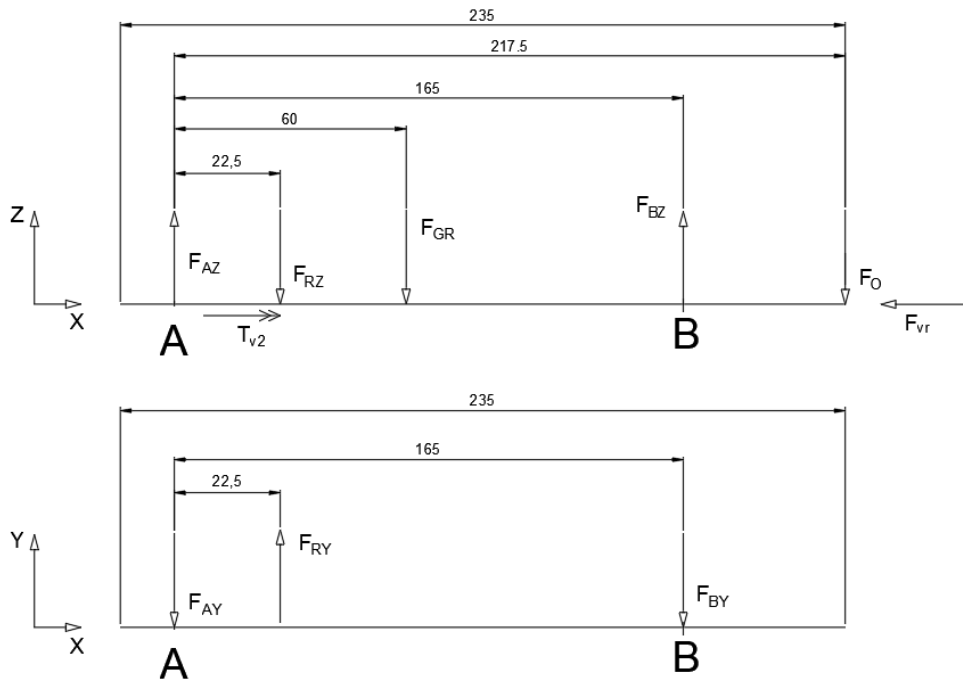 235
217.5
165
60
22,5
Z
F_AZ
F_RZ
F_GR
F_BZ
F_O
X
A
T_v2
B
F_vr
235
165
22,5
Y
F_RY
F_AY
F_BY
X
A
B